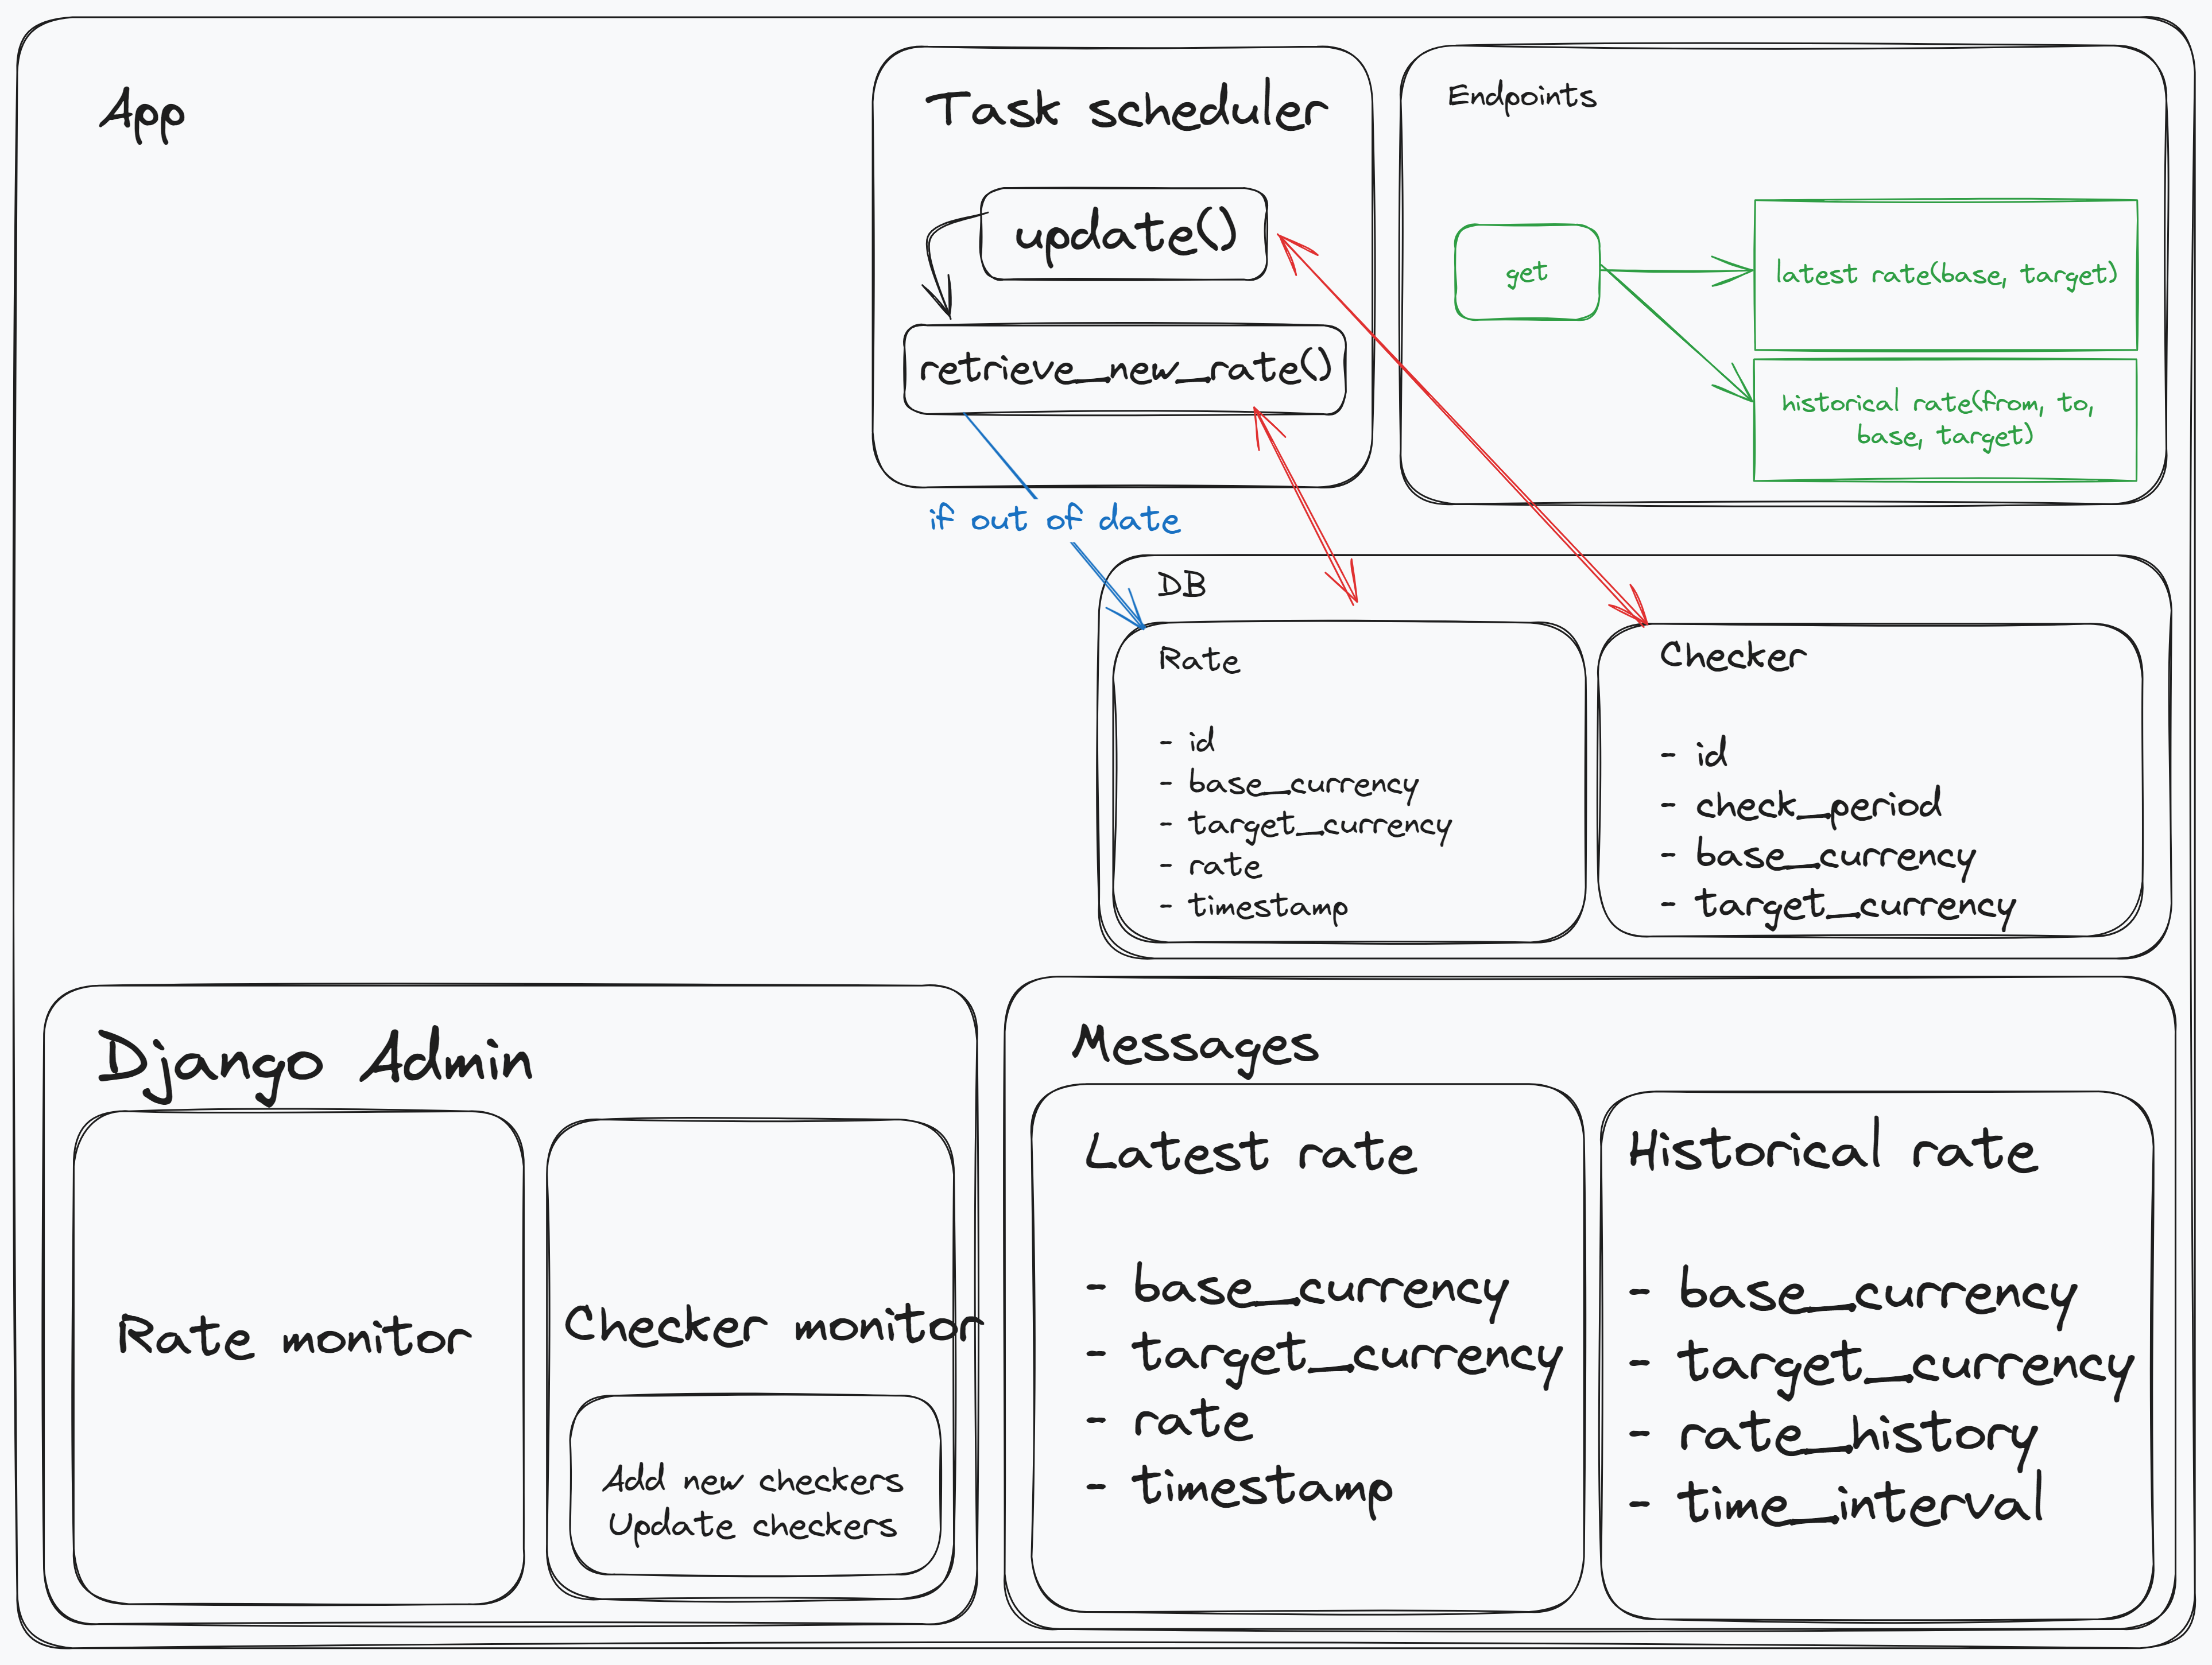 App
Task scheduler
update()
retrieve_new_rate()
if out of date
Endpoints
get
latest rate(base, target)
historical rate(from, to,
base, target)
DB
Rate
- id
- base_currency
- target_currency
- rate
- timestamp
Checker
- id
- check_period
- base_currency
- target_currency
Django Admin
Rate monitor
Checker monitor
Add new checkers
Update checkers
Messages
Latest rate
- base_currency
- target_currency
- rate
- timestamp
Historical rate
- base_currency
- target_currency
- rate_history
- time_interval